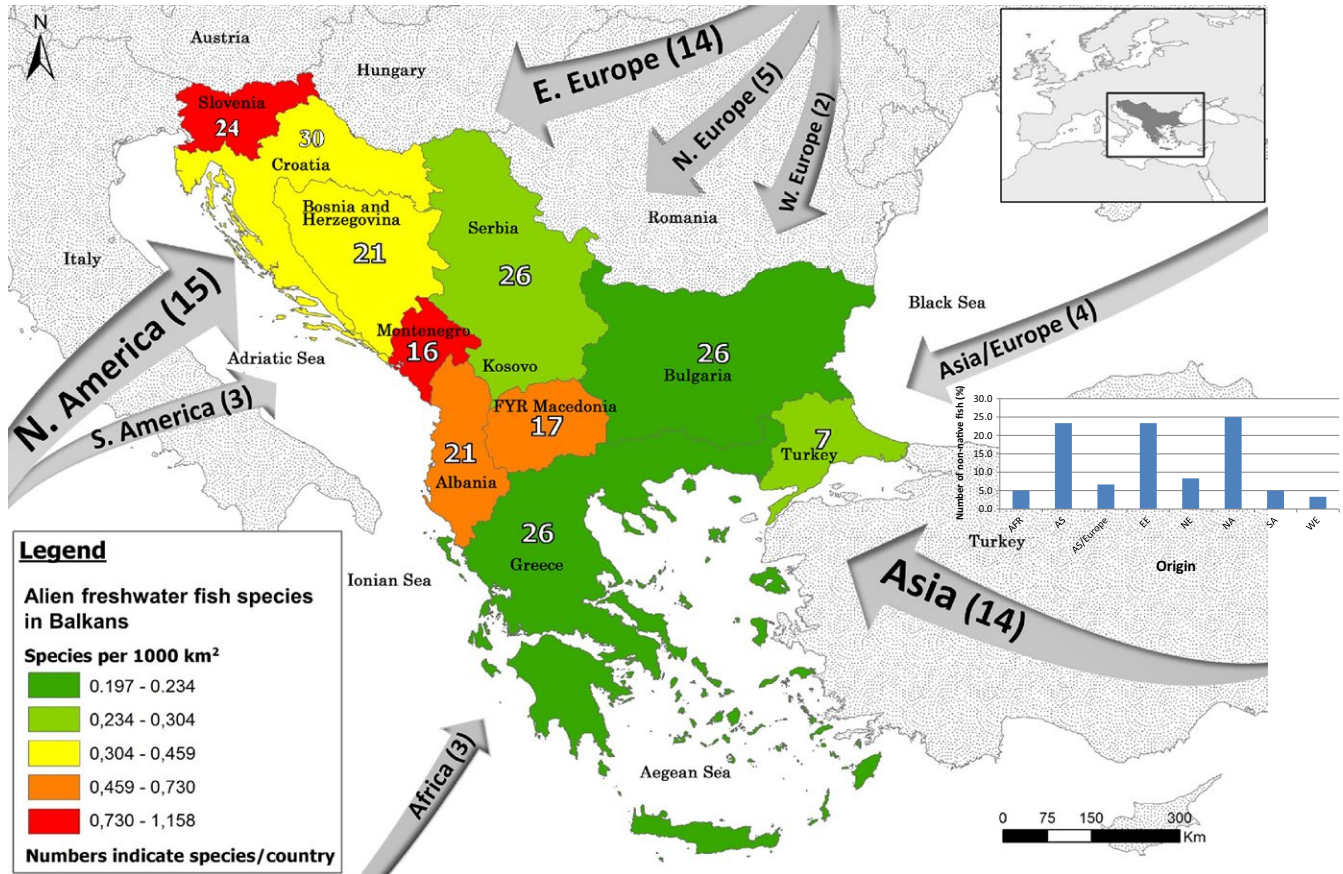 N
Austria
Hungary
Slovenia
24
30
Croatia
Bosnia and
Herzegovina
21
Serbia
26
Romania
Italy
Montenegro
16
Kosovo
26
Bulgaria
Black Sea
Adriatic Sea
FYR Macedonia
17
21
Albania
7
Turkey
26
Greece
Ionian Sea
Aegean Sea
Turkey
E. Europe (14)
N. Europe (5)
W. Europe (2)
Asia/Europe (4)
N. America (15)
S. America (3)
Asia (14)
Africa (3)
Number of non-native fish (%)
30.0
25.0
20.0
15.0
10.0
5.0
0.0
AFR
AS
AS/Europe
EE
NE
NA
SA
WE
Origin
Legend
Alien freshwater fish species
in Balkans
Species per 1000 km²
0.197 - 0.234
0,234 - 0,304
0,304 - 0,459
0,459 - 0,730
0,730 - 1,158
Numbers indicate species/country
0 75 150 300
Km